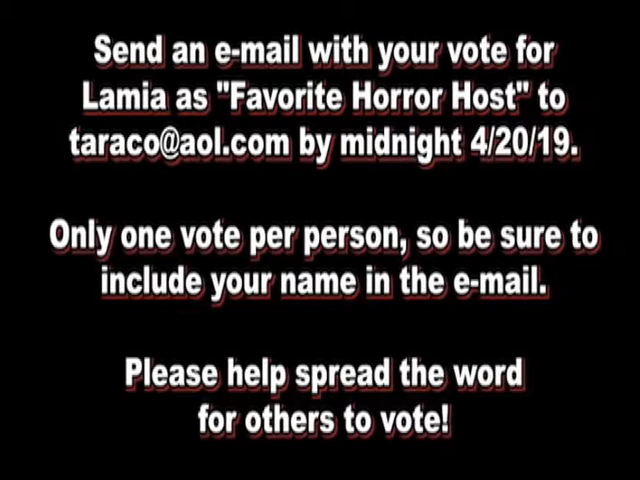 Send an e-mail with your vote for
Lamia as "Favorite Horror Host" to
taraco@aol.com by midnight 4/20/19.
Only one vote per person, so be sure to
include your name in the e-mail.
Please help spread the word
for others to vote!